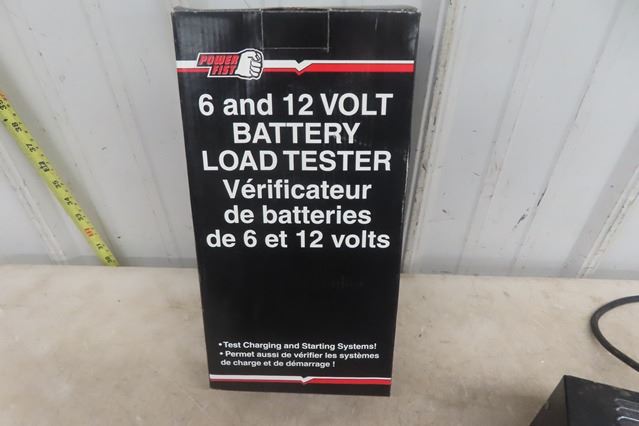 POWER
FIST
6 and 12 VOLT
BATTERY
LOAD TESTER
Vérificateur
de batteries
de 6 et 12 volts
• Test Charging and Starting Systems!
• Permet aussi de vérifier les systèmes
de charge et de démarrage !